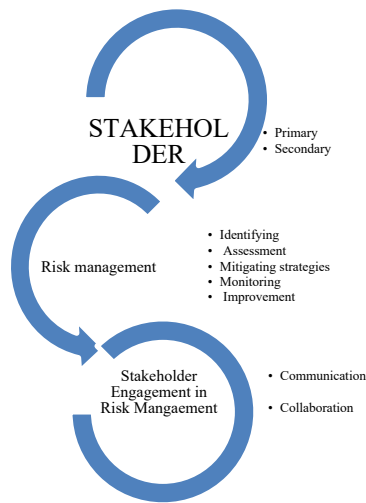 STAKEHOL
DER
• Primary
• Secondary
Risk management
• Identifying
• Assessment
• Mitigating strategies
• Monitoring
• Improvement
Stakeholder
Engagement in
Risk Mangaement
• Communication
• Collaboration